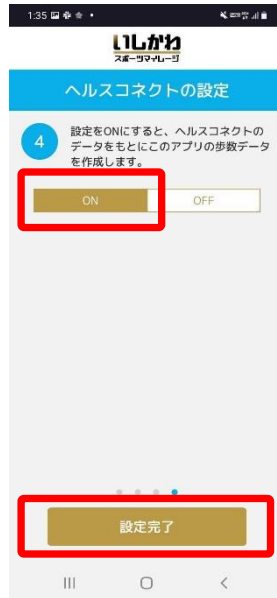 1:35
いしかわ
スポーツマイレージ
ヘルスコネクトの設定
4
設定をONにすると、ヘルスコネクトの
データをもとにこのアプリの歩数データ
を作成します。
ON
OFF
設定完了